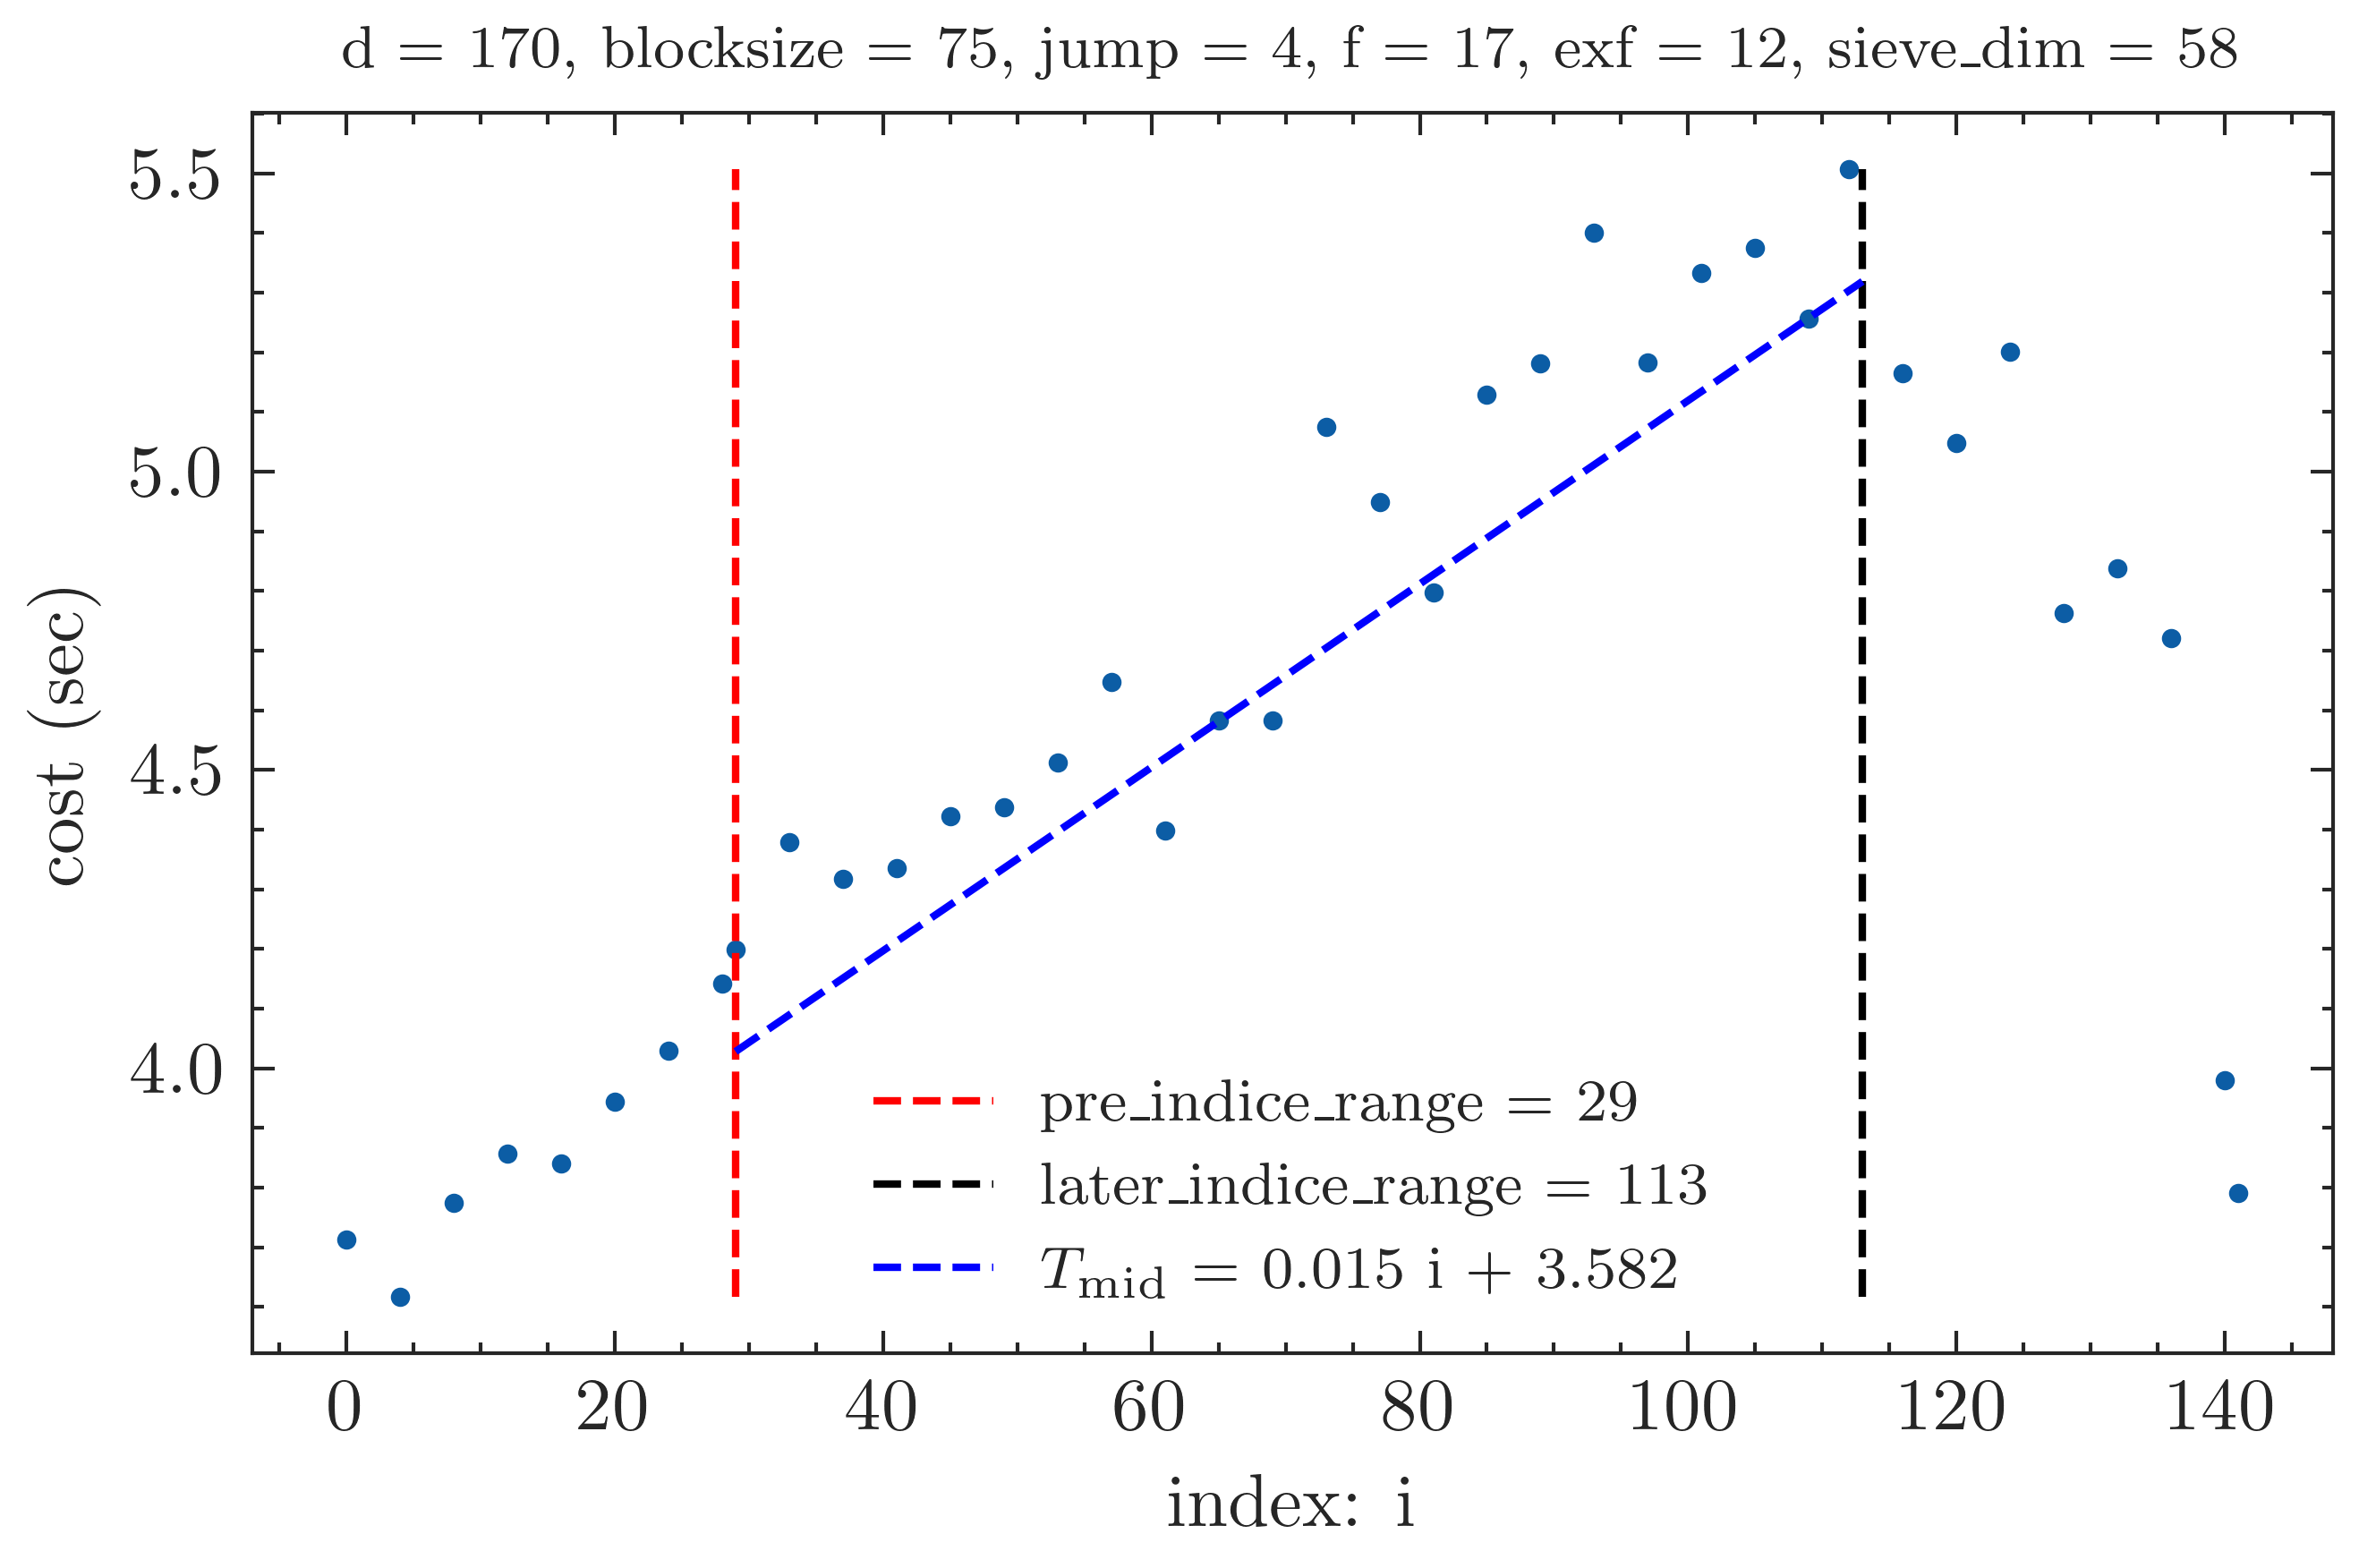 d = 170, blocksize = 75, jump = 4, f = 17, exf = 12, sieve_dim = 58
5.5
5.0
4.5
4.0
cost (sec)
pre_indice_range = 29
later_indice_range = 113
T_mid = 0.015 i + 3.582
0 20 40 60 80 100 120 140
index: i